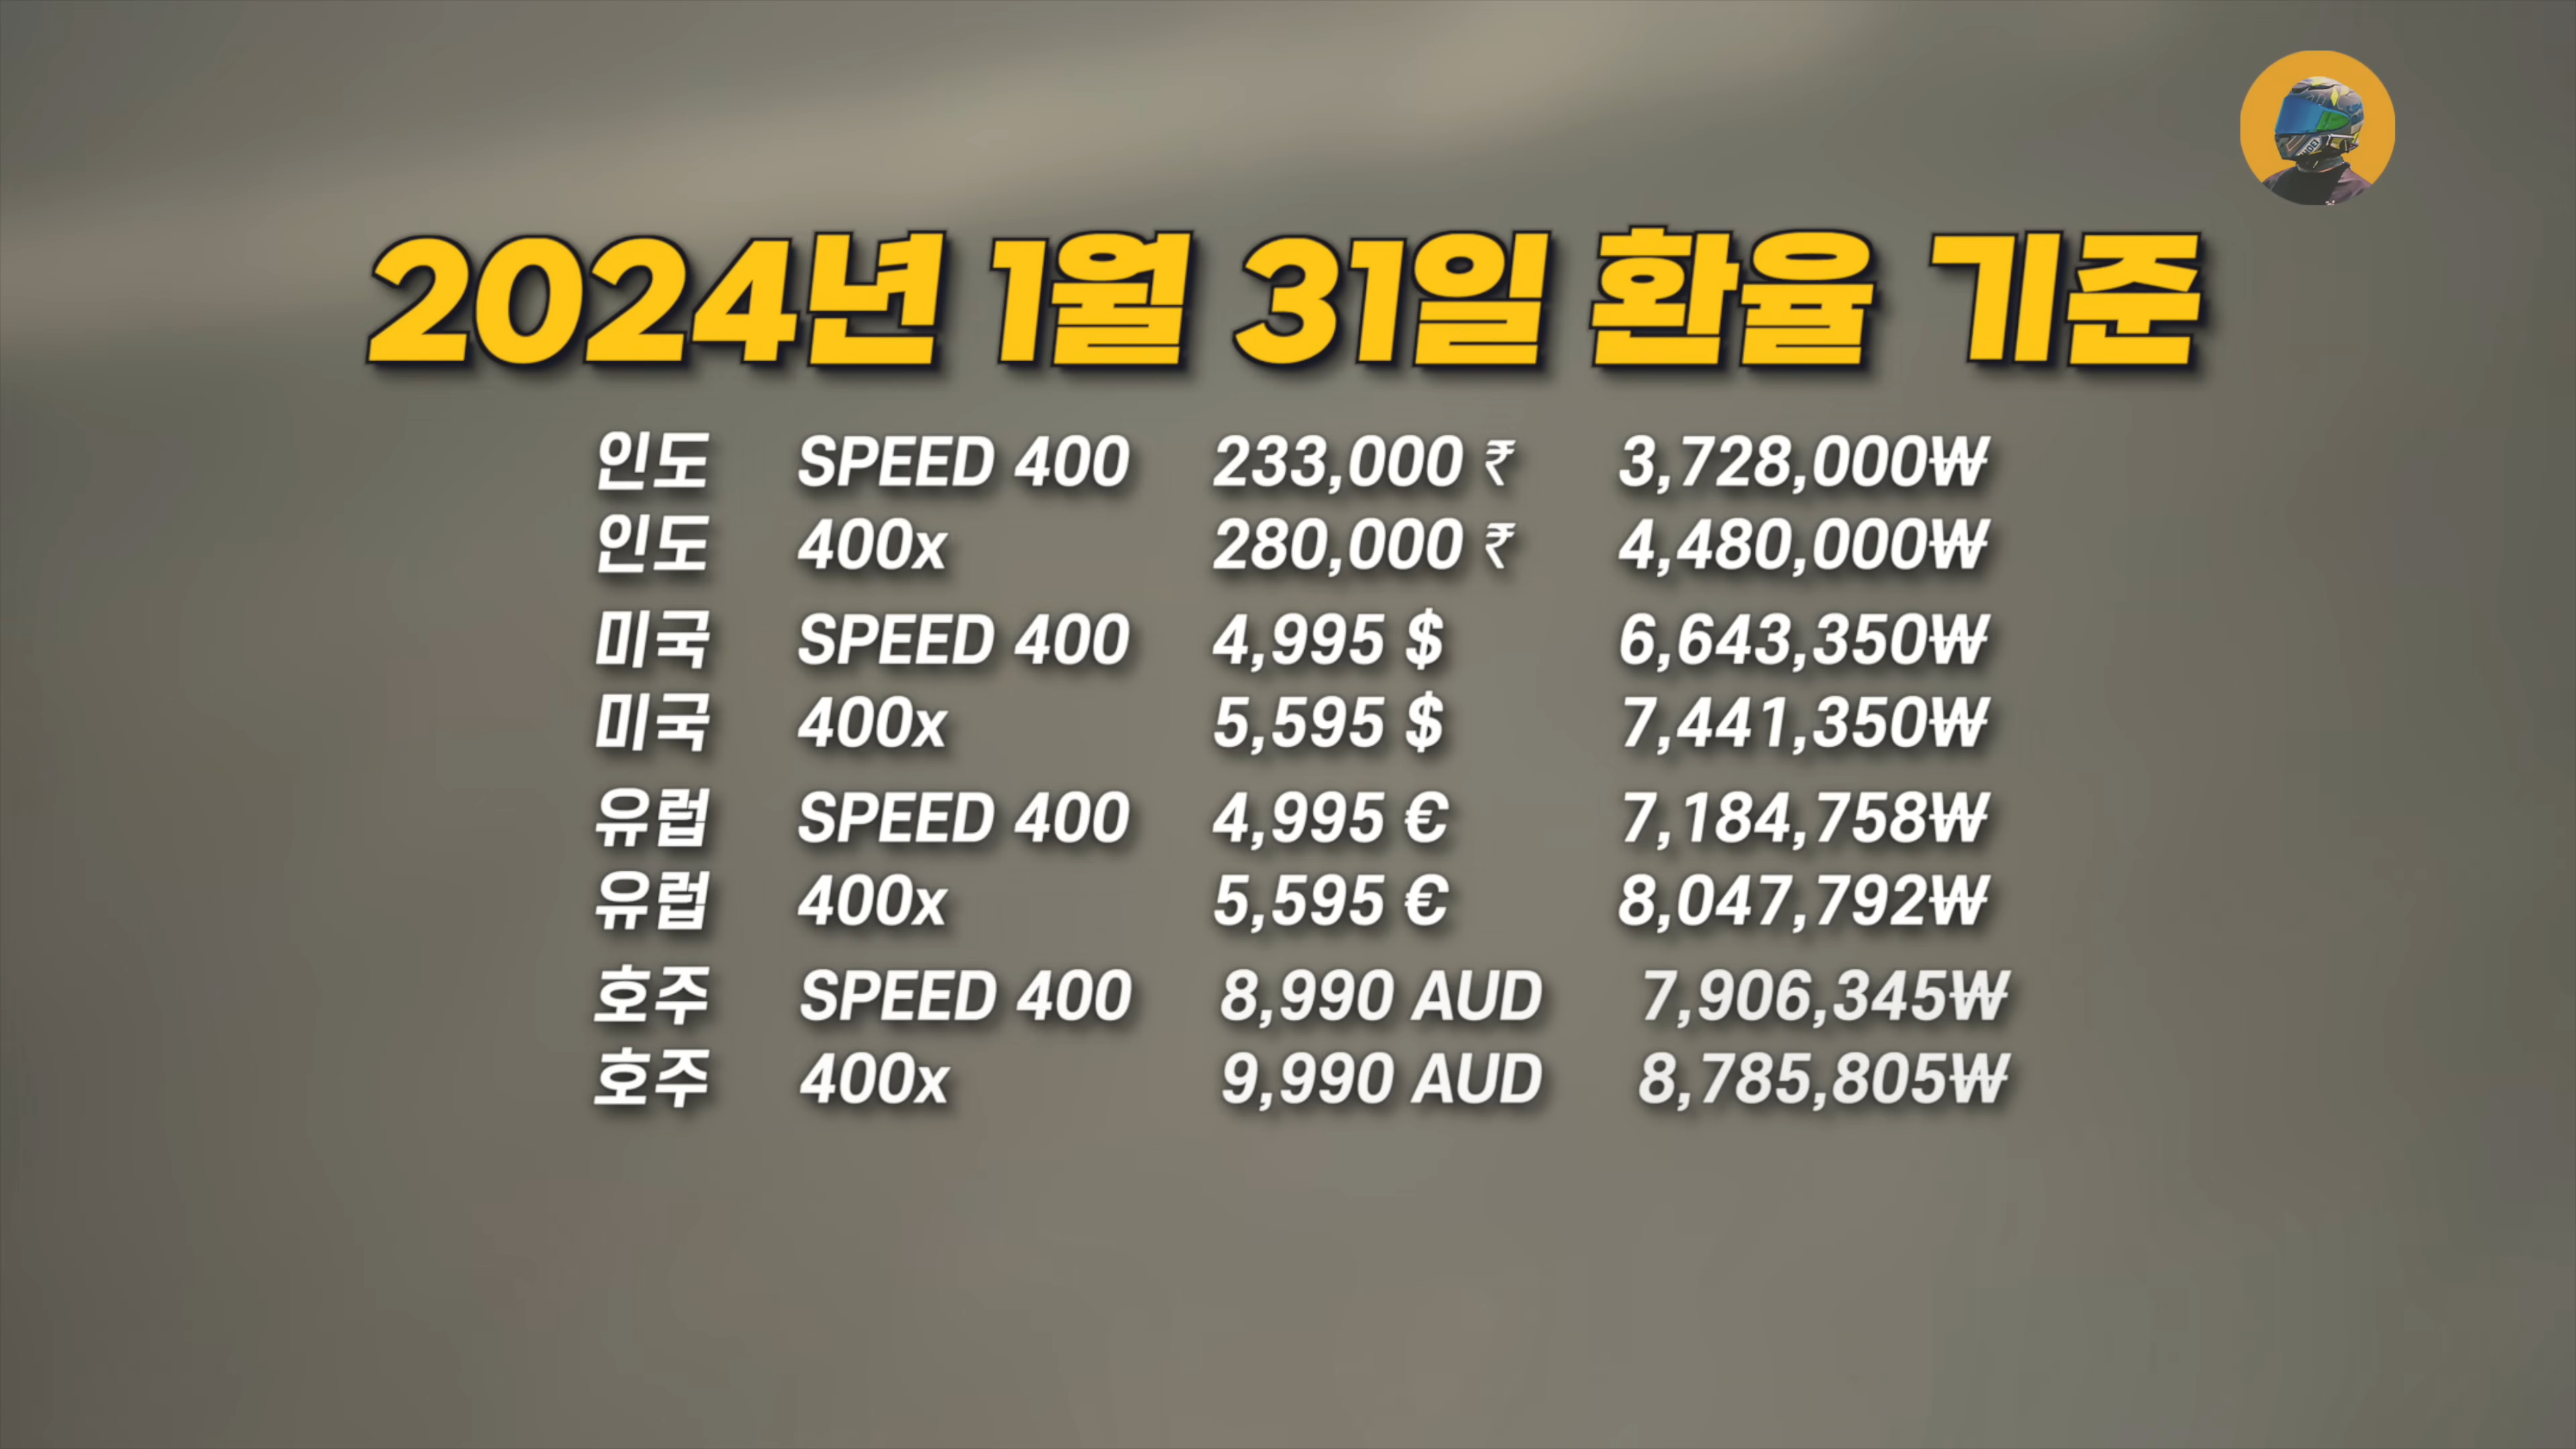 2024년 1월 31일 환율 기준
인도 SPEED 400 233,000 ₹ 3,728,000₩
인도 400x 280,000 ₹ 4,480,000₩
미국 SPEED 400 4,995 $ 6,643,350₩
미국 400x 5,595 $ 7,441,350₩
유럽 SPEED 400 4,995 € 7,184,758₩
유럽 400x 5,595 € 8,047,792₩
호주 SPEED 400 8,990 AUD 7,906,345₩
호주 400x 9,990 AUD 8,785,805₩